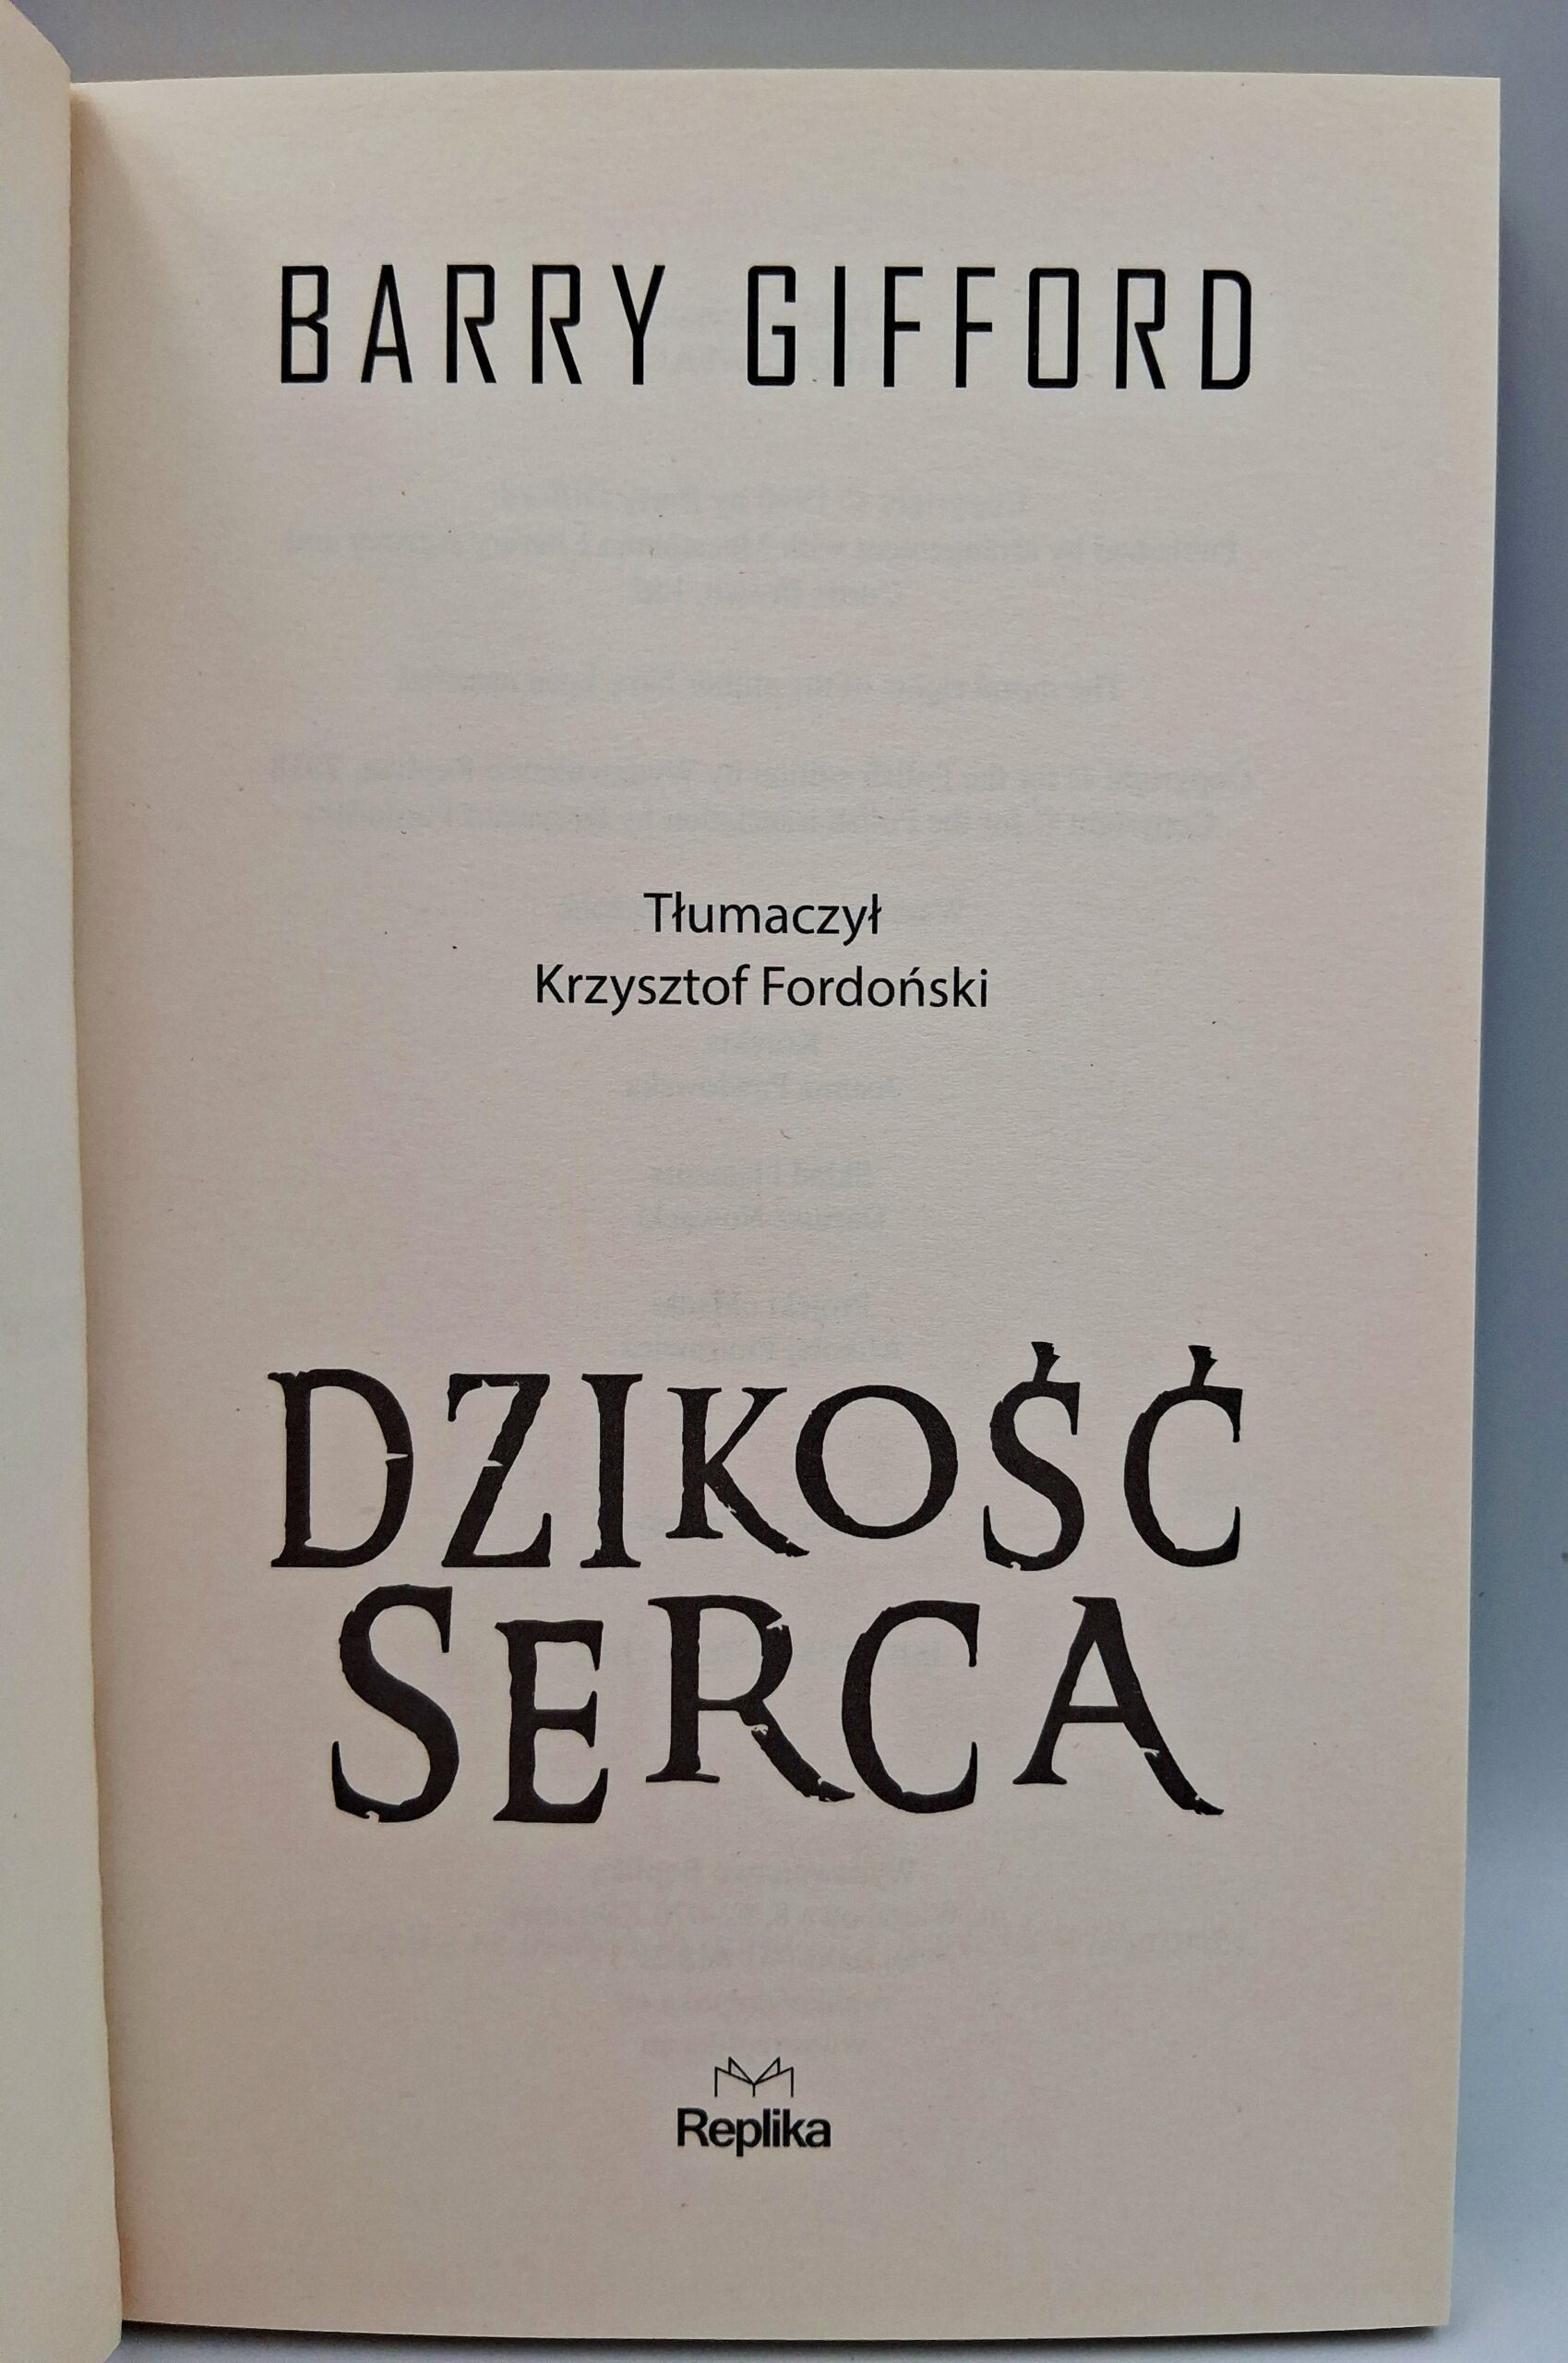 BARRY GIFFORD
Tłumaczył
Krzysztof Fordoński
DZIKOŚĆ
SERCA
Replika